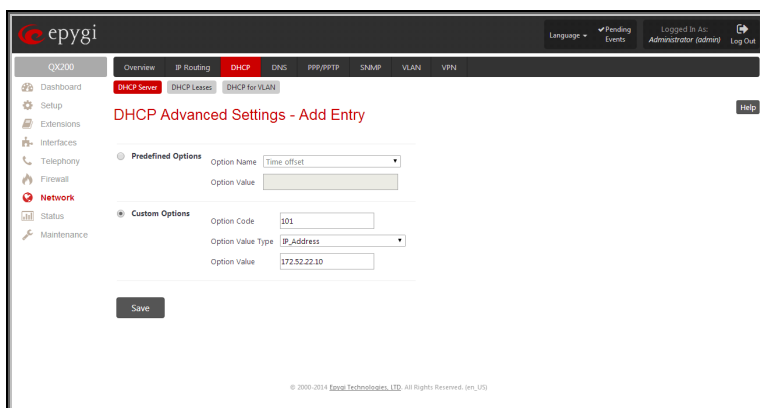 epygi
Language
Pending Events
Logged In As:
Administrator (admin)
Log Out
QX200
Overview IP Routing DHCP DNS PPP/PPTP SNMP VLAN VPN
Dashboard
Setup
Extensions
Interfaces
Telephony
Firewall
Network
Status
Maintenance
DHCP Server DHCP Leases DHCP for VLAN
Help
DHCP Advanced Settings - Add Entry
Predefined Options
Option Name Time offset
Option Value
Custom Options
Option Code 101
Option Value Type IP_Address
Option Value 172.52.22.10
Save
© 2000-2014 Epygi Technologies, LTD. All Rights Reserved. (en_US)